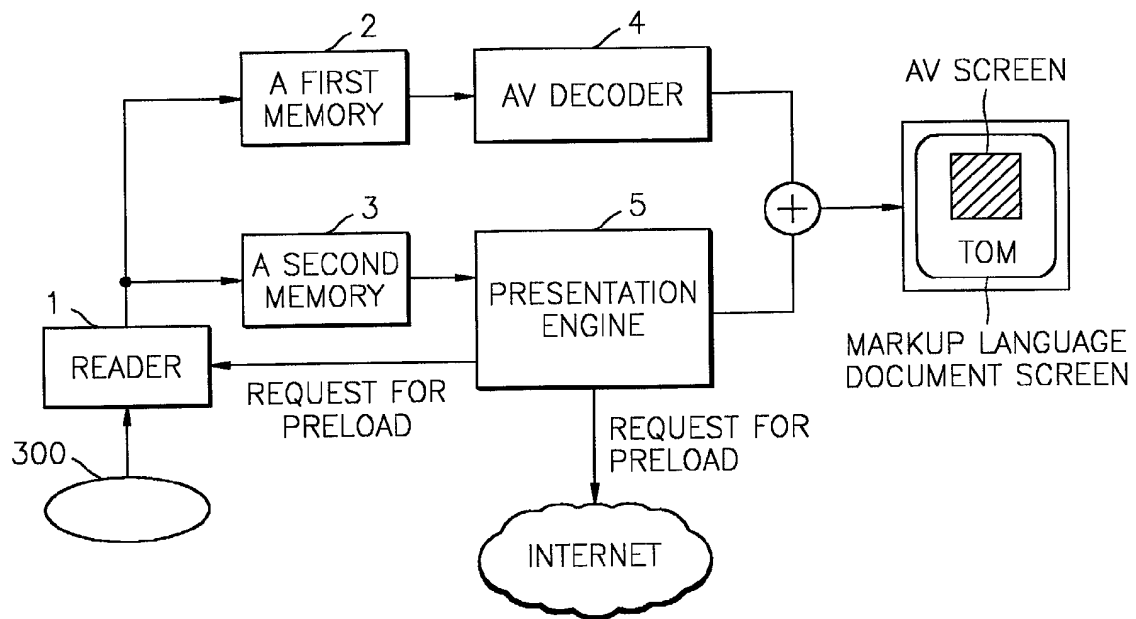 2
A FIRST
MEMORY
4
AV DECODER
AV SCREEN
TOM
MARKUP LANGUAGE
DOCUMENT SCREEN
3
A SECOND
MEMORY
5
PRESENTATION
ENGINE
+
1
READER
REQUEST FOR
PRELOAD
REQUEST FOR
PRELOAD
300
INTERNET